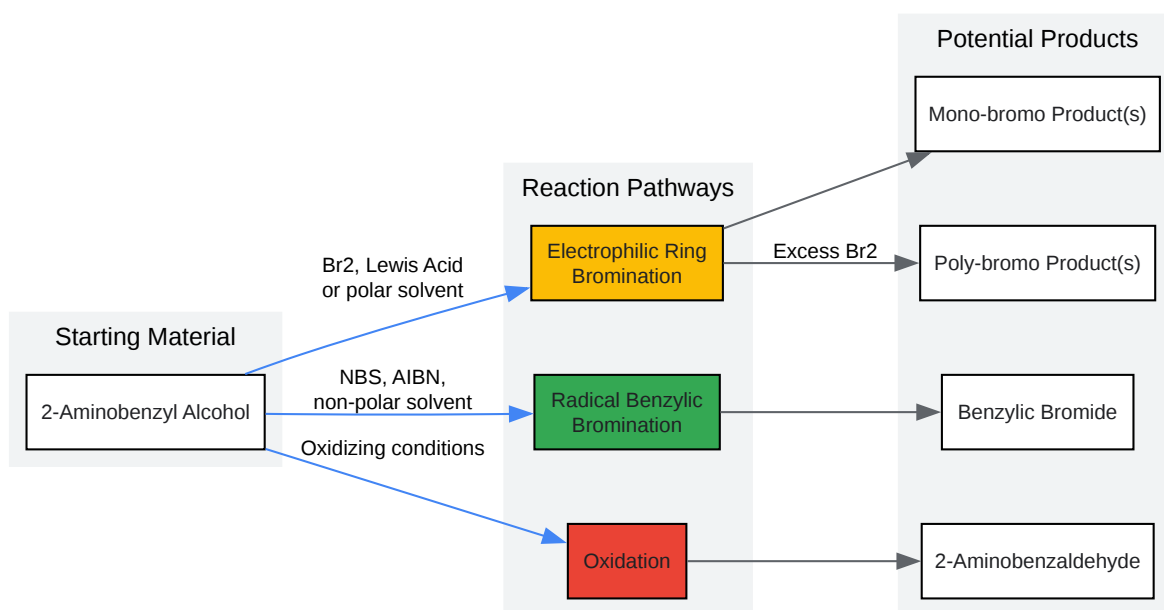 Potential Products
Mono-bromo Product(s)
Reaction Pathways
Electrophilic Ring
Bromination
Excess Br2
Poly-bromo Product(s)
Br2, Lewis Acid
or polar solvent
Starting Material
2-Aminobenzyl Alcohol
NBS, AIBN,
non-polar solvent
Radical Benzylic
Bromination
Benzylic Bromide
Oxidizing conditions
Oxidation
2-Aminobenzaldehyde